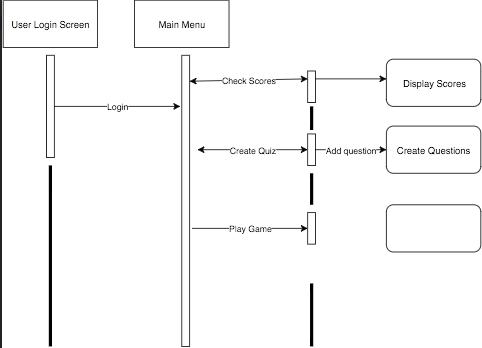 User Login Screen
Main Menu
Check Scores
Display Scores
Login
Create Quiz
Add question
Create Questions
Play Game